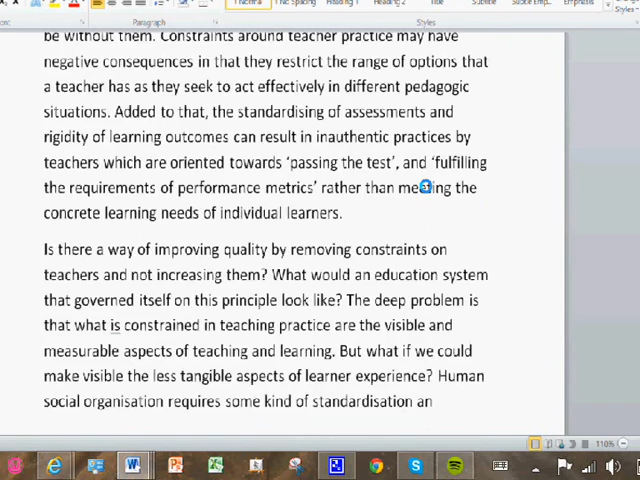 1 Normal 1 No Spacing Heading 1 Heading 2 Title Subtitle Subtle Emp... Emphasis
Paragraph Styles
be without them. Constraints around teacher practice may have
negative consequences in that they restrict the range of options that
a teacher has as they seek to act effectively in different pedagogic
situations. Added to that, the standardising of assessments and
rigidity of learning outcomes can result in inauthentic practices by
teachers which are oriented towards ‘passing the test’, and ‘fulfilling
the requirements of performance metrics’ rather than meeting the
concrete learning needs of individual learners.
Is there a way of improving quality by removing constraints on
teachers and not increasing them? What would an education system
that governed itself on this principle look like? The deep problem is
that what is constrained in teaching practice are the visible and
measurable aspects of teaching and learning. But what if we could
make visible the less tangible aspects of learner experience? Human
social organisation requires some kind of standardisation an
110%